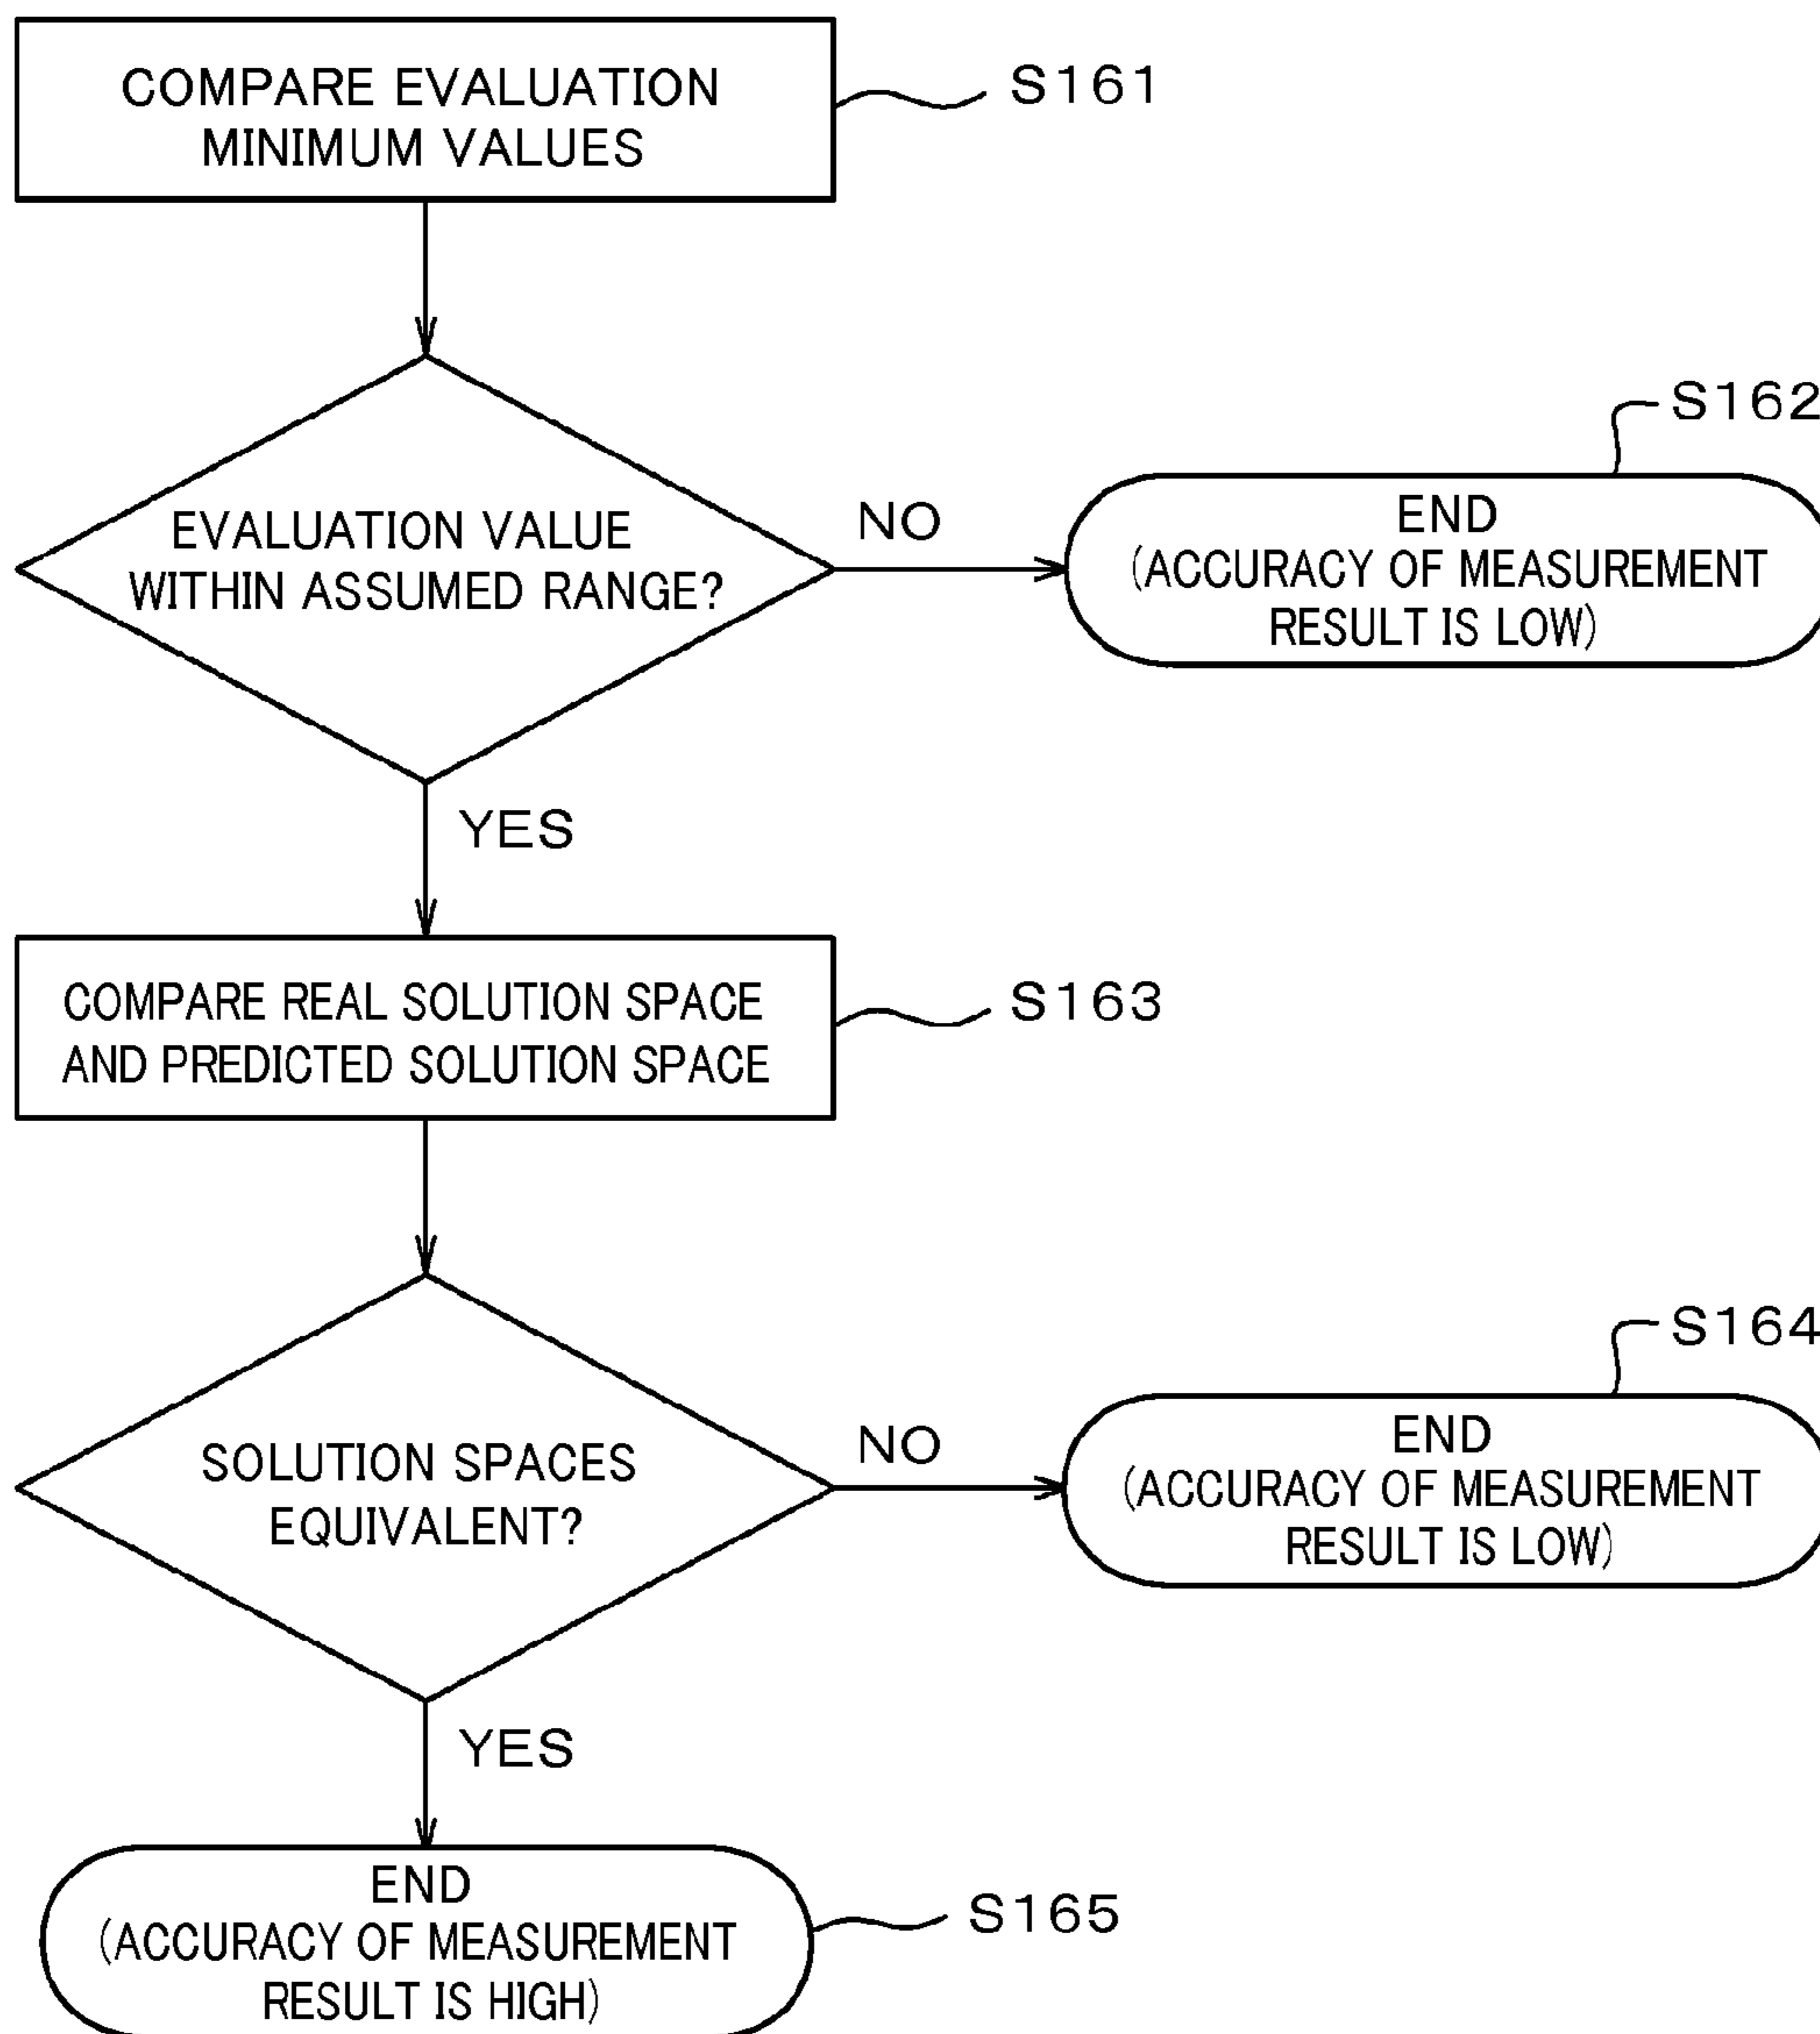 COMPARE EVALUATION
MINIMUM VALUES
S161
EVALUATION VALUE
WITHIN ASSUMED RANGE?
NO
S162
END
(ACCURACY OF MEASUREMENT
RESULT IS LOW)
YES
COMPARE REAL SOLUTION SPACE
AND PREDICTED SOLUTION SPACE
S163
SOLUTION SPACES
EQUIVALENT?
NO
S164
END
(ACCURACY OF MEASUREMENT
RESULT IS LOW)
YES
END
(ACCURACY OF MEASUREMENT
RESULT IS HIGH)
S165